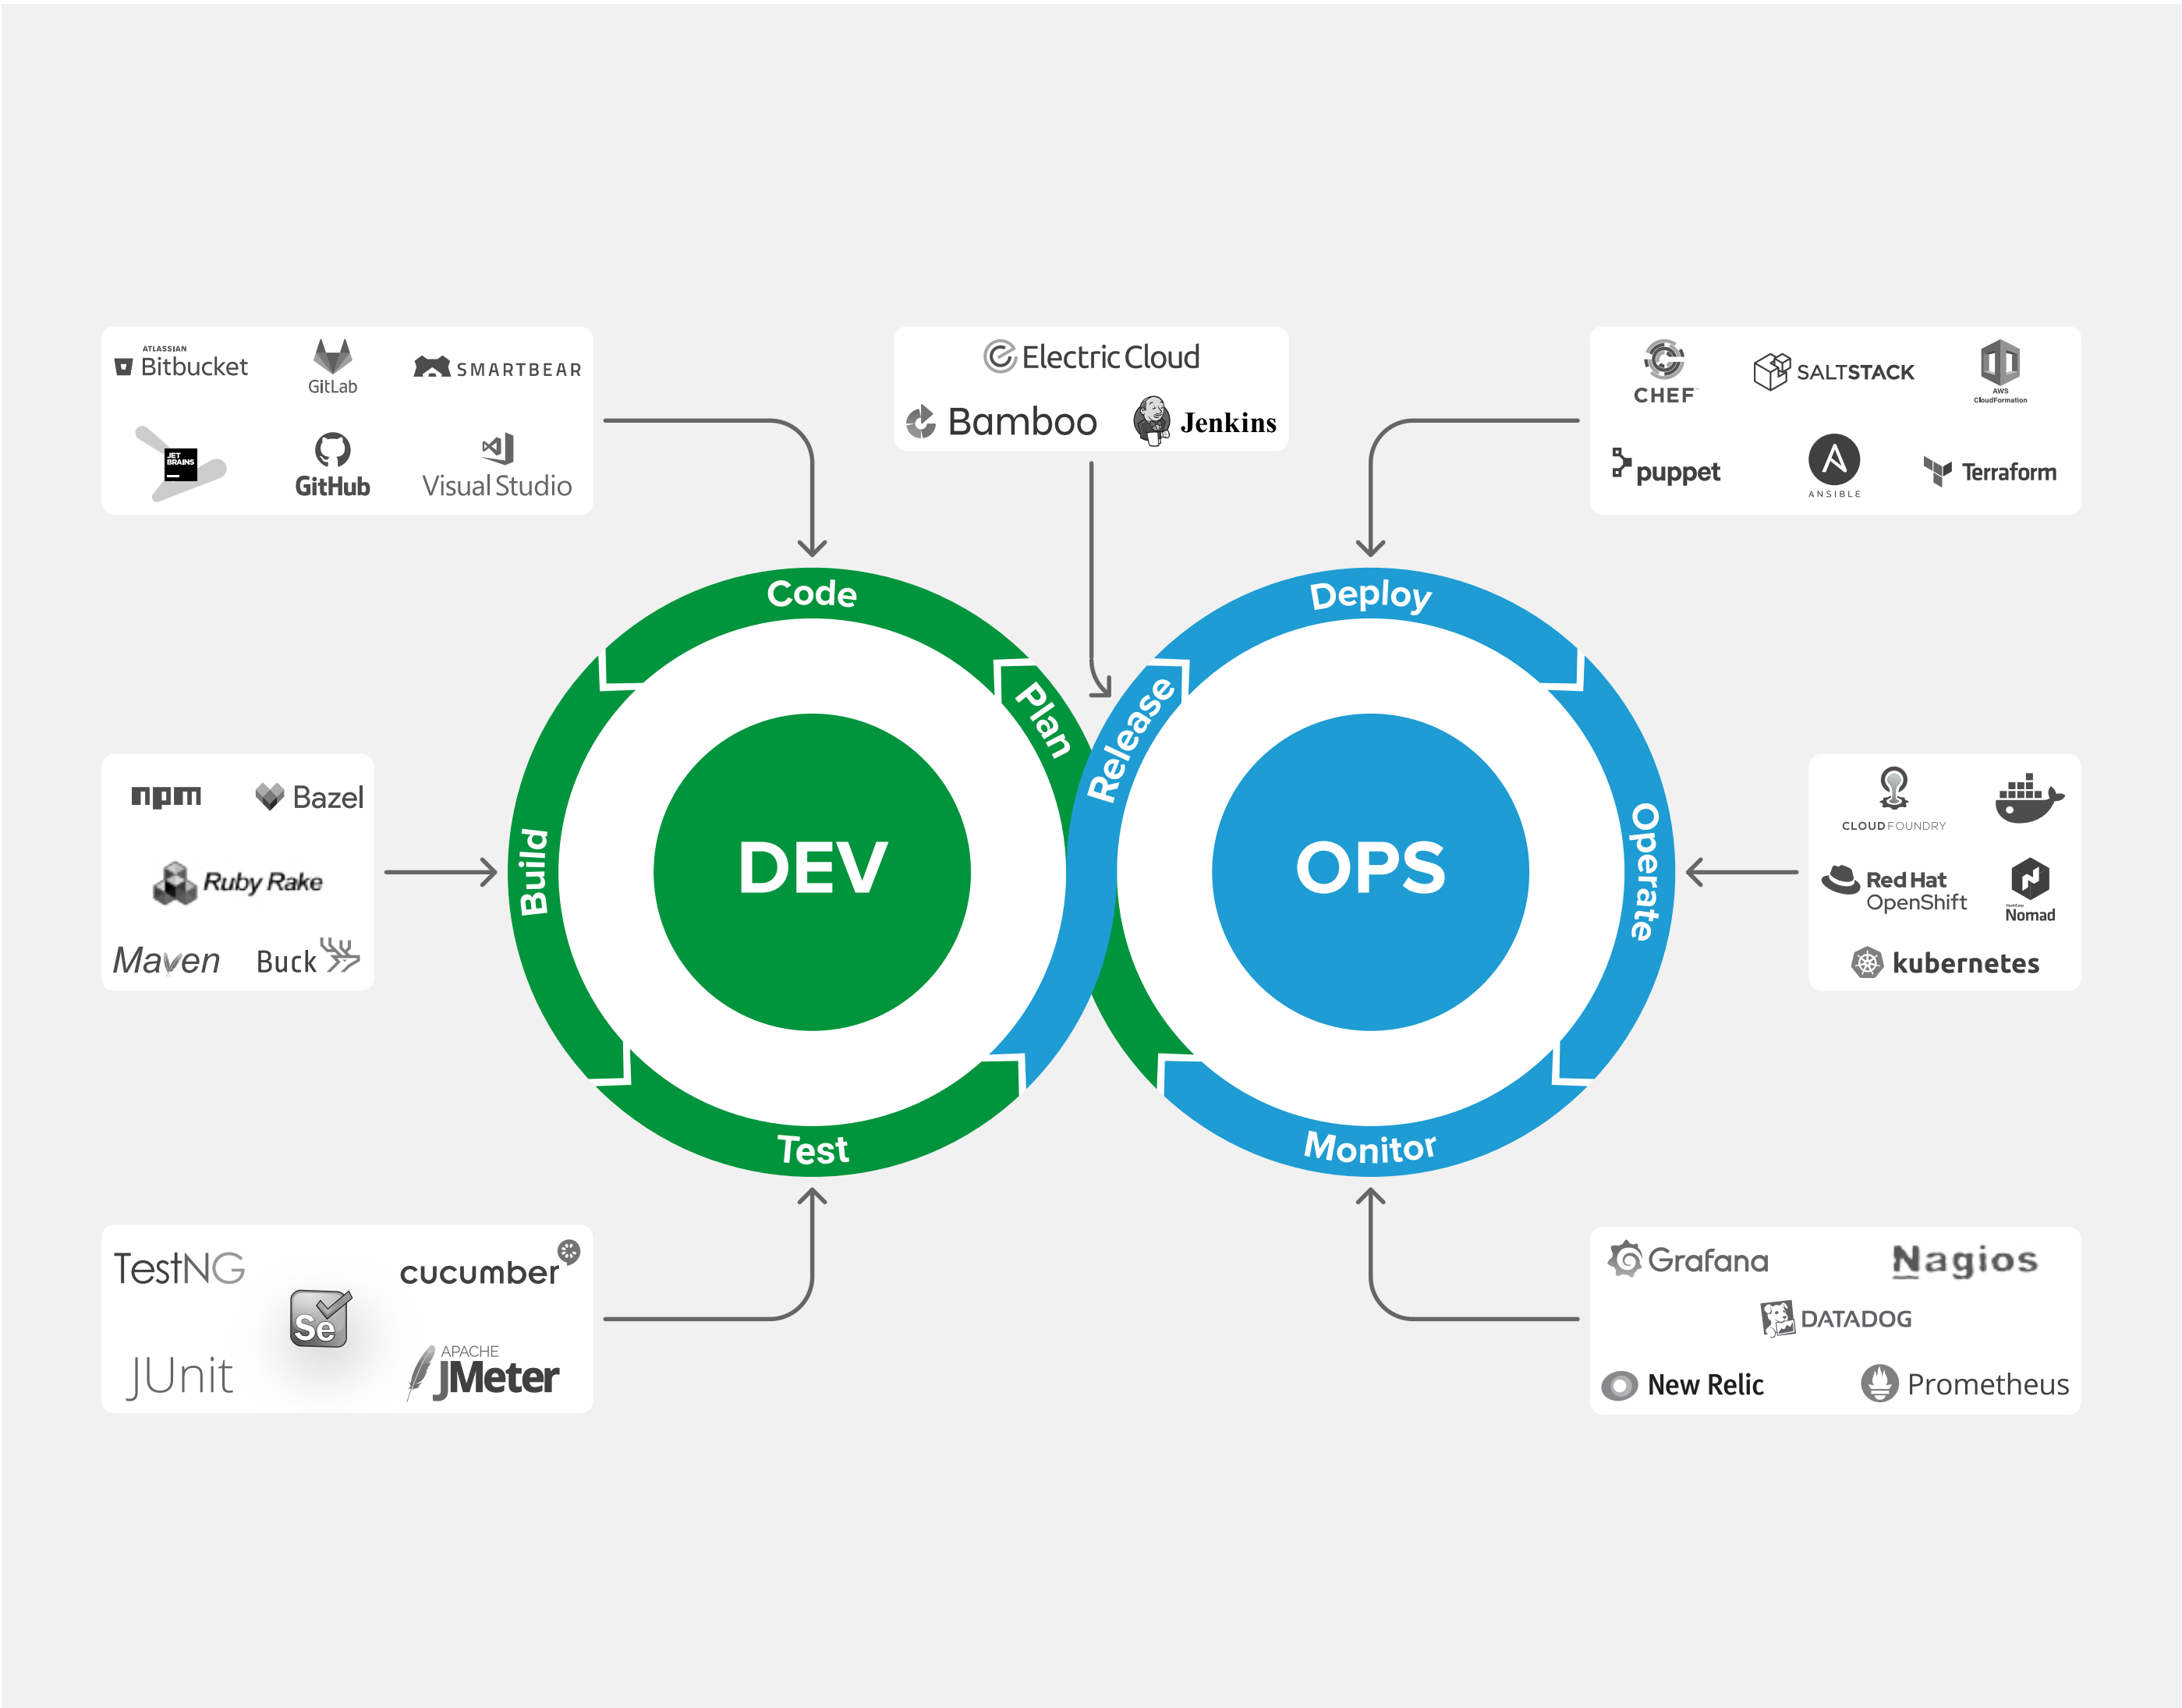 ATLASSIAN
Bitbucket
GitLab
SMARTBEAR
JET
BRAINS
GitHub
Visual Studio
Electric Cloud
Bamboo
Jenkins
CHEF™
SALTSTACK
AWS
CloudFormation
puppet
ANSIBLE
Terraform
Code
Plan
Release
Deploy
npm
Bazel
Ruby Rake
Maven
Buck
Build
DEV
OPS
Operate
CLOUD FOUNDRY
Red Hat
OpenShift
HashiCorp
Nomad
kubernetes
Test
Monitor
TestNG
cucumber
Se
JUnit
APACHE
JMeter
Grafana
Nagios
DATADOG
New Relic
Prometheus